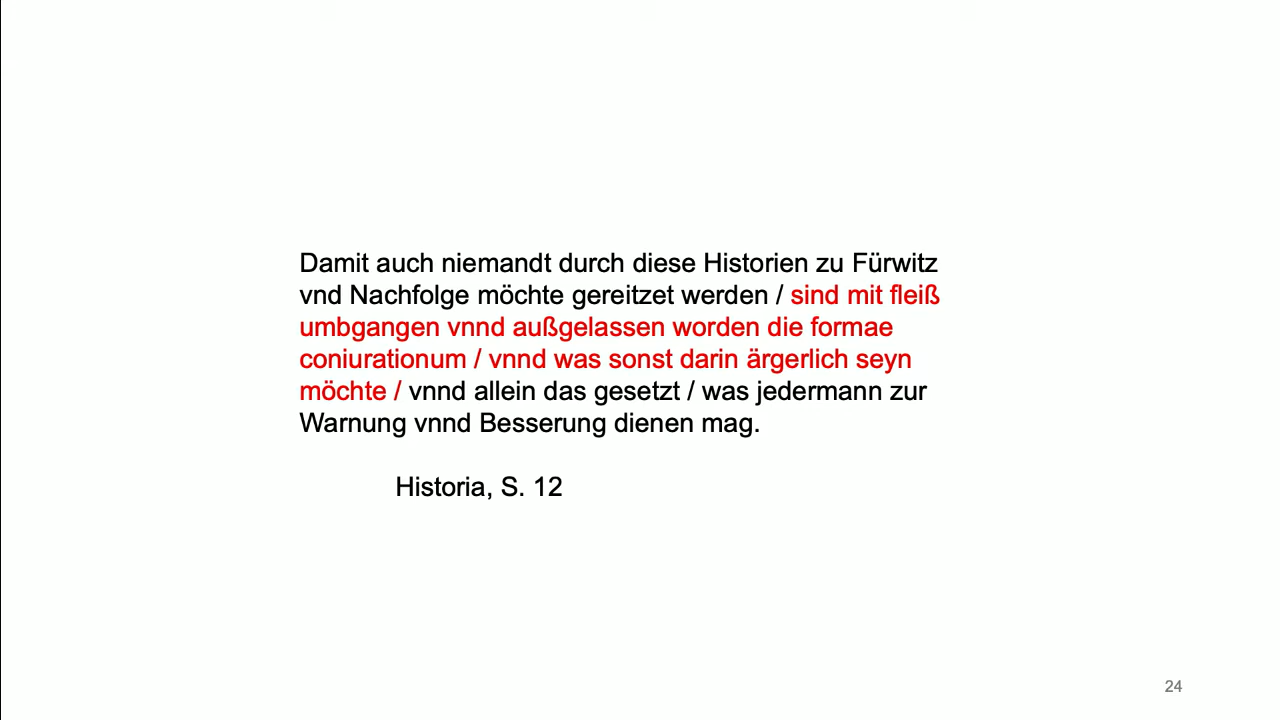 Damit auch niemandt durch diese Historien zu Fürwitz
vnd Nachfolge möchte gereitzet werden / sind mit fleiß
umbgangen vnnd außgelassen worden die formae
coniurationum / vnnd was sonst darin ärgerlich seyn
möchte / vnnd allein das gesetzt / was jedermann zur
Warnung vnnd Besserung dienen mag.
Historia, S. 12
24